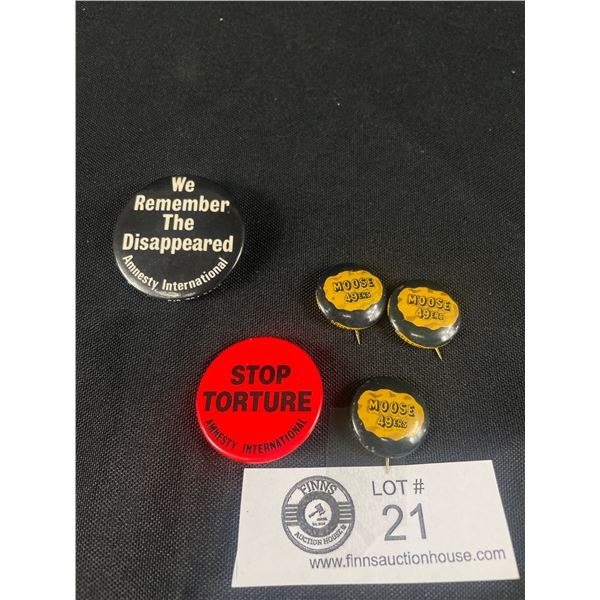 We
Remember
The
Disappeared
Amnesty International
MOOSE
49ERS
MOOSE
49ERS
STOP
TORTURE
AMNESTY INTERNATIONAL
MOOSE
49ERS
FINNS
AUCTION HOUSE
LOT #
21
www.finnsauctionhouse.com